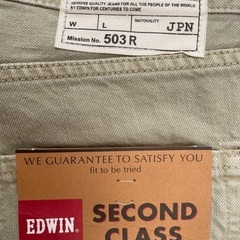 GENUINE QUALITY JEANS FOR ALL THE PEOPLE OF THE WORLD
BY EDWIN FOR CENTURIES TO COME
W L NATIONALITY JPN
Mission No. 503 R
WE GUARANTEE TO SATISFY YOU
fit to be tried
EDWIN
SECOND
CLASS